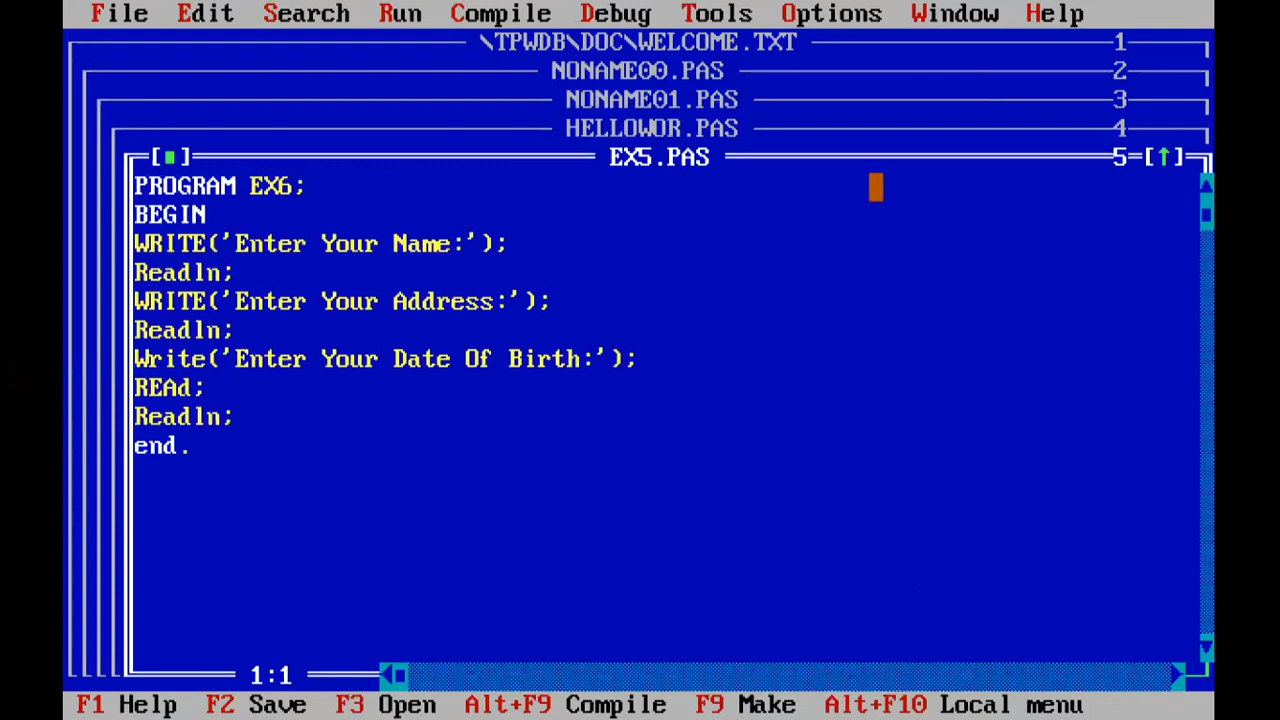 File Edit Search Run Compile Debug Tools Options Window Help
\TPWDB\DOC\WELCOME.TXT 1
NONAME00.PAS 2
NONAME01.PAS 3
HELLOWOR.PAS 4
[■] EX5.PAS 5=[↑]
PROGRAM EX6;
BEGIN
WRITE('Enter Your Name:');
Readln;
WRITE('Enter Your Address:');
Readln;
Write('Enter Your Date Of Birth:');
REAd;
Readln;
end.
1:1
F1 Help F2 Save F3 Open Alt+F9 Compile F9 Make Alt+F10 Local menu